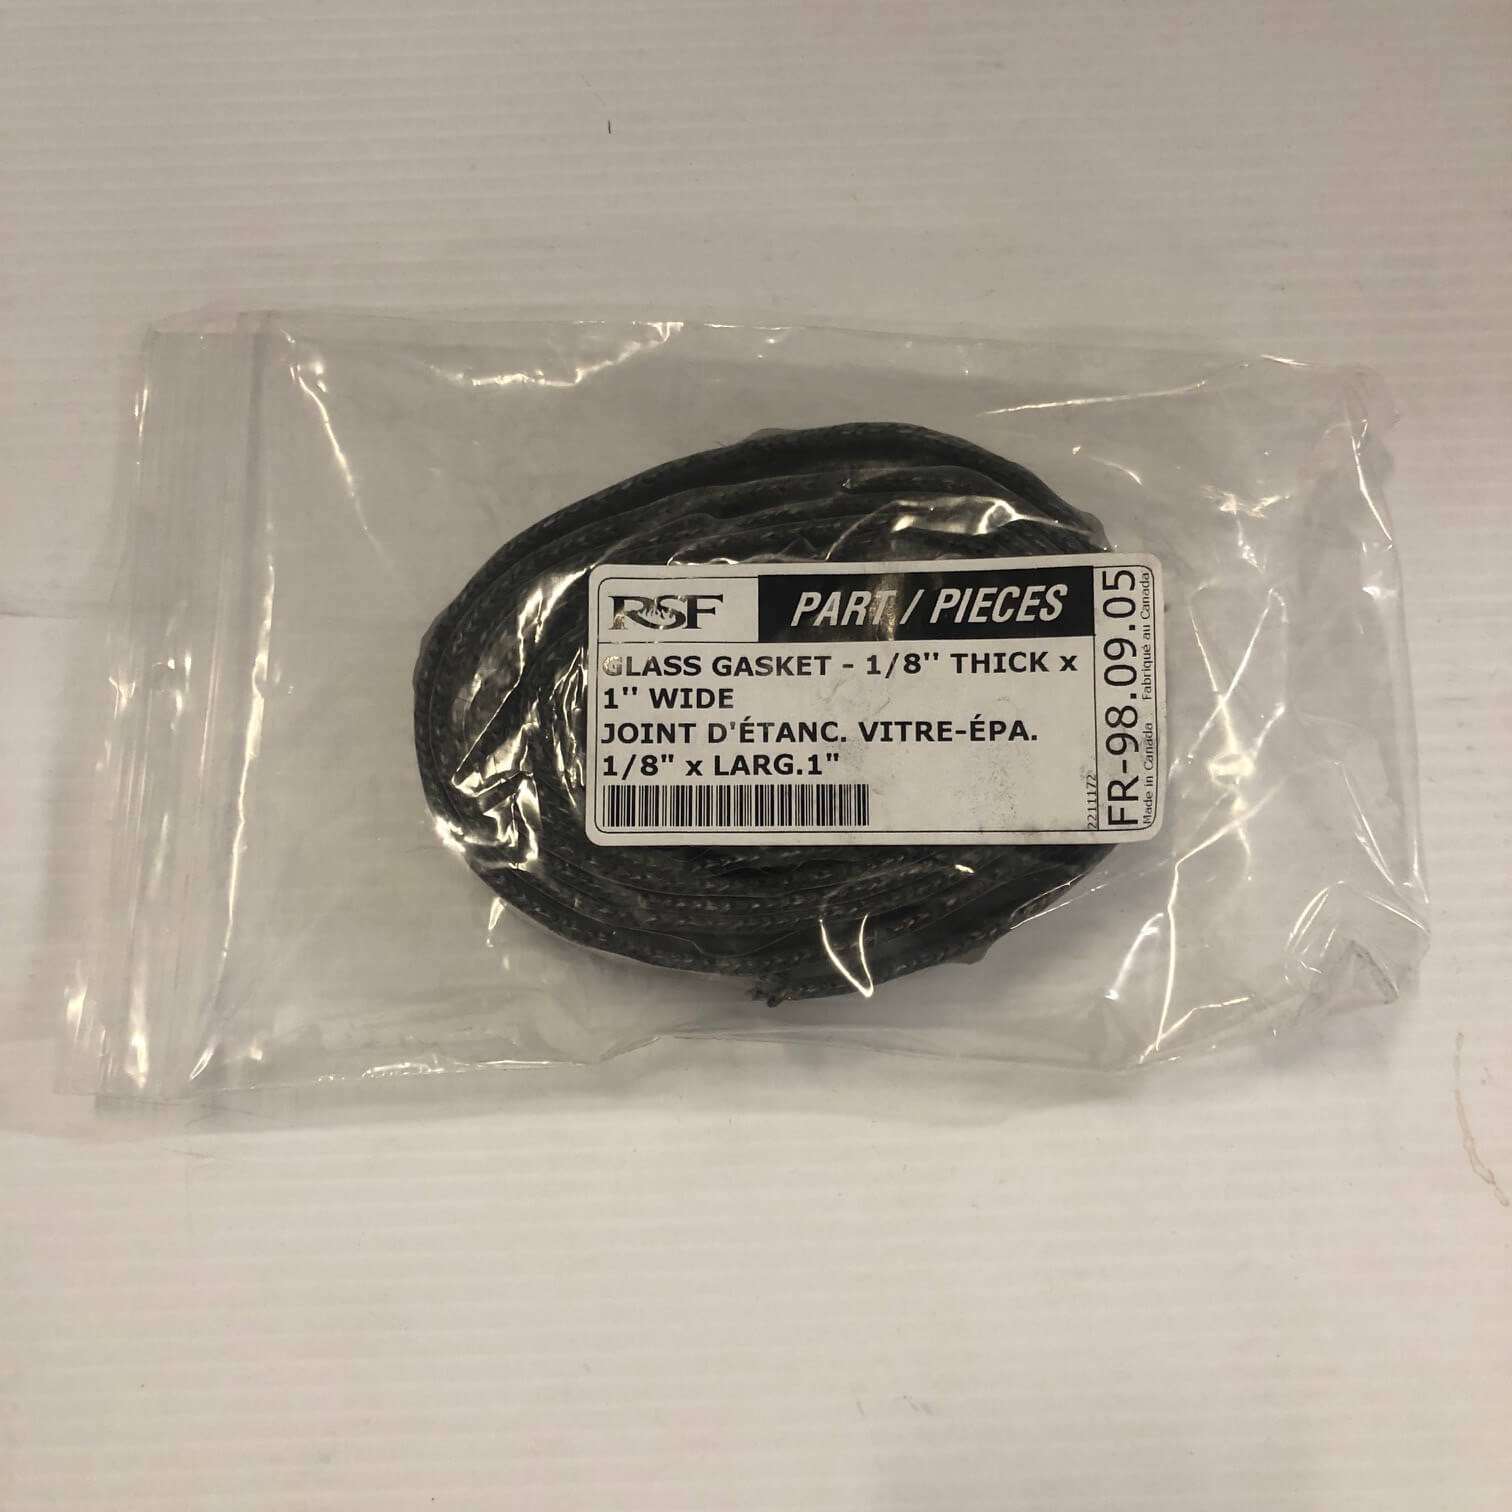 RSF
PART / PIECES
GLASS GASKET - 1/8'' THICK x
1'' WIDE
JOINT D'ÉTANC. VITRE-ÉPA.
1/8" x LARG.1"
2211172
FR-98.09.05
Made in Canada Fabriqué au Canada